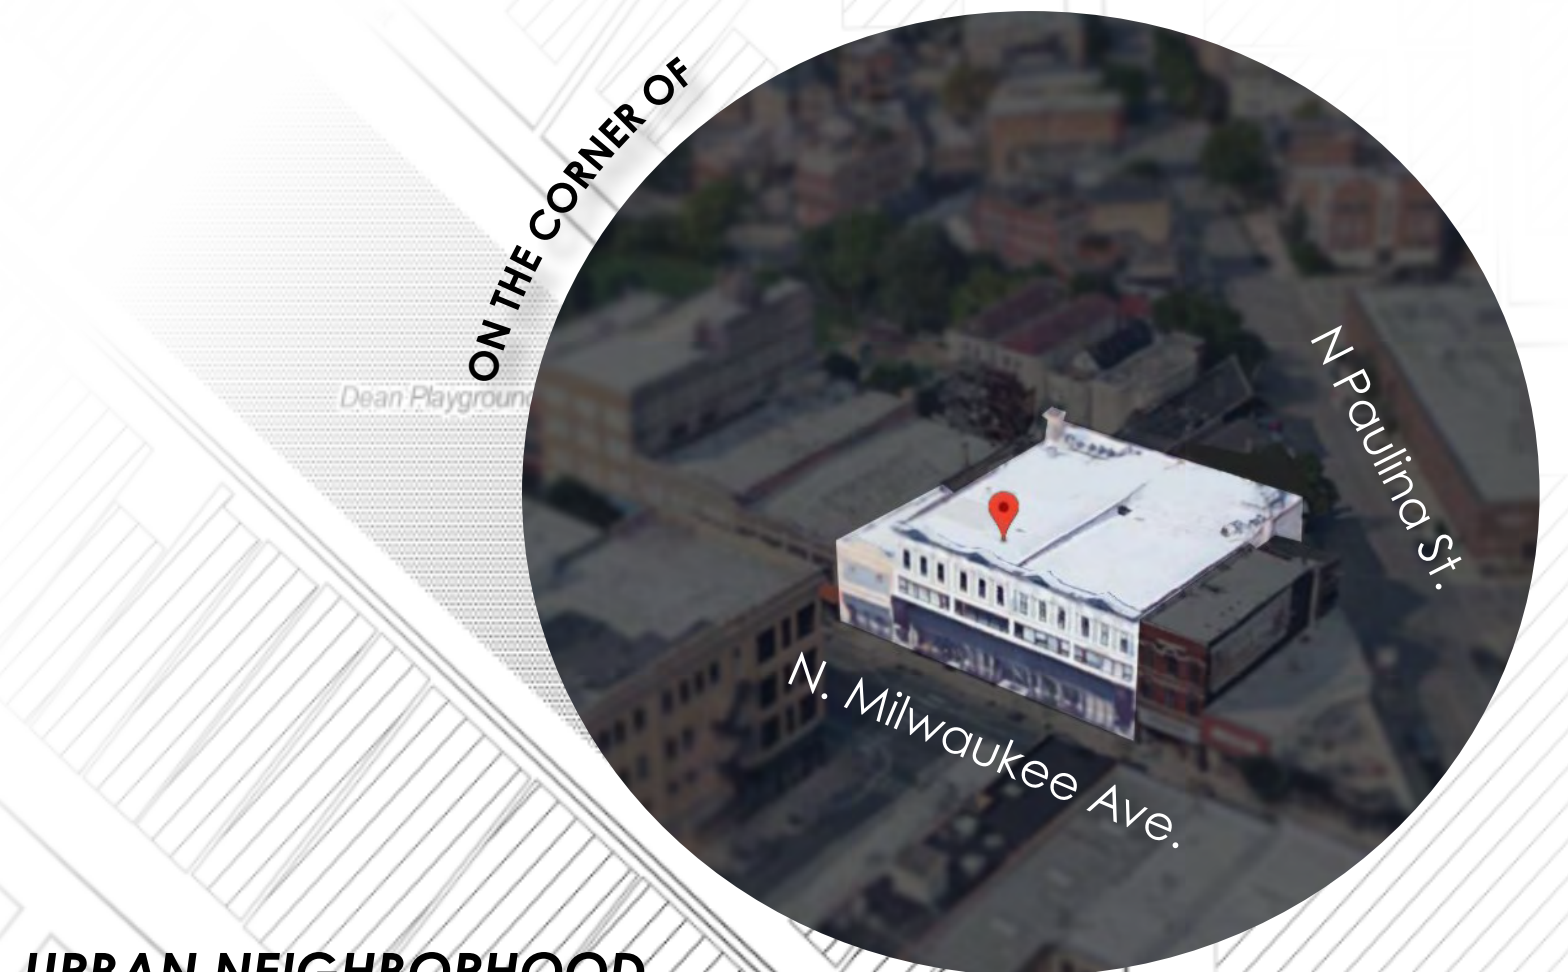 ON THE CORNER OF
N Paulina St.
Dean Playground
N. Milwaukee Ave.
URBAN NEIGHBORHOOD